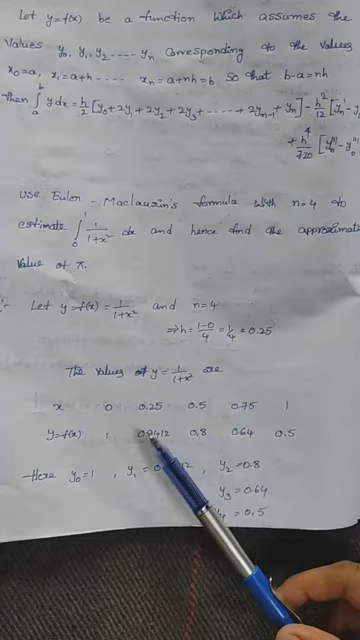 Let y=f(x) be a function which assumes the
Values y₀, y₁, y₂ ---- yₙ corresponding to the values
x₀=a, x₁=a+h ---- xₙ=a+nh=b so that b-a=nh
then ∫ₐᵇ y dx = h/2 [y₀+2y₁+2y₂+2y₃+ ..... + 2yₙ₋₁ + yₙ] - h²/12 [yₙ' - y₀
+ h⁴/720 [yₙ''' - y₀'''
Use Euler - Maclaurin's formula with n=4 to
estimate ∫₀¹ 1/(1+x²) dx and hence find the approximate
Value of π.
Let y=f(x)= 1/(1+x²) and n=4
⇒ h = (1-0)/4 = 1/4 = 0.25
The values of y= 1/(1+x²) are
x 0 0.25 0.5 0.75 1
y=f(x) 1 0.9412 0.8 0.64 0.5
Here y₀=1 , y₁ = , y₂=0.8
y₃=0.64
=0.5